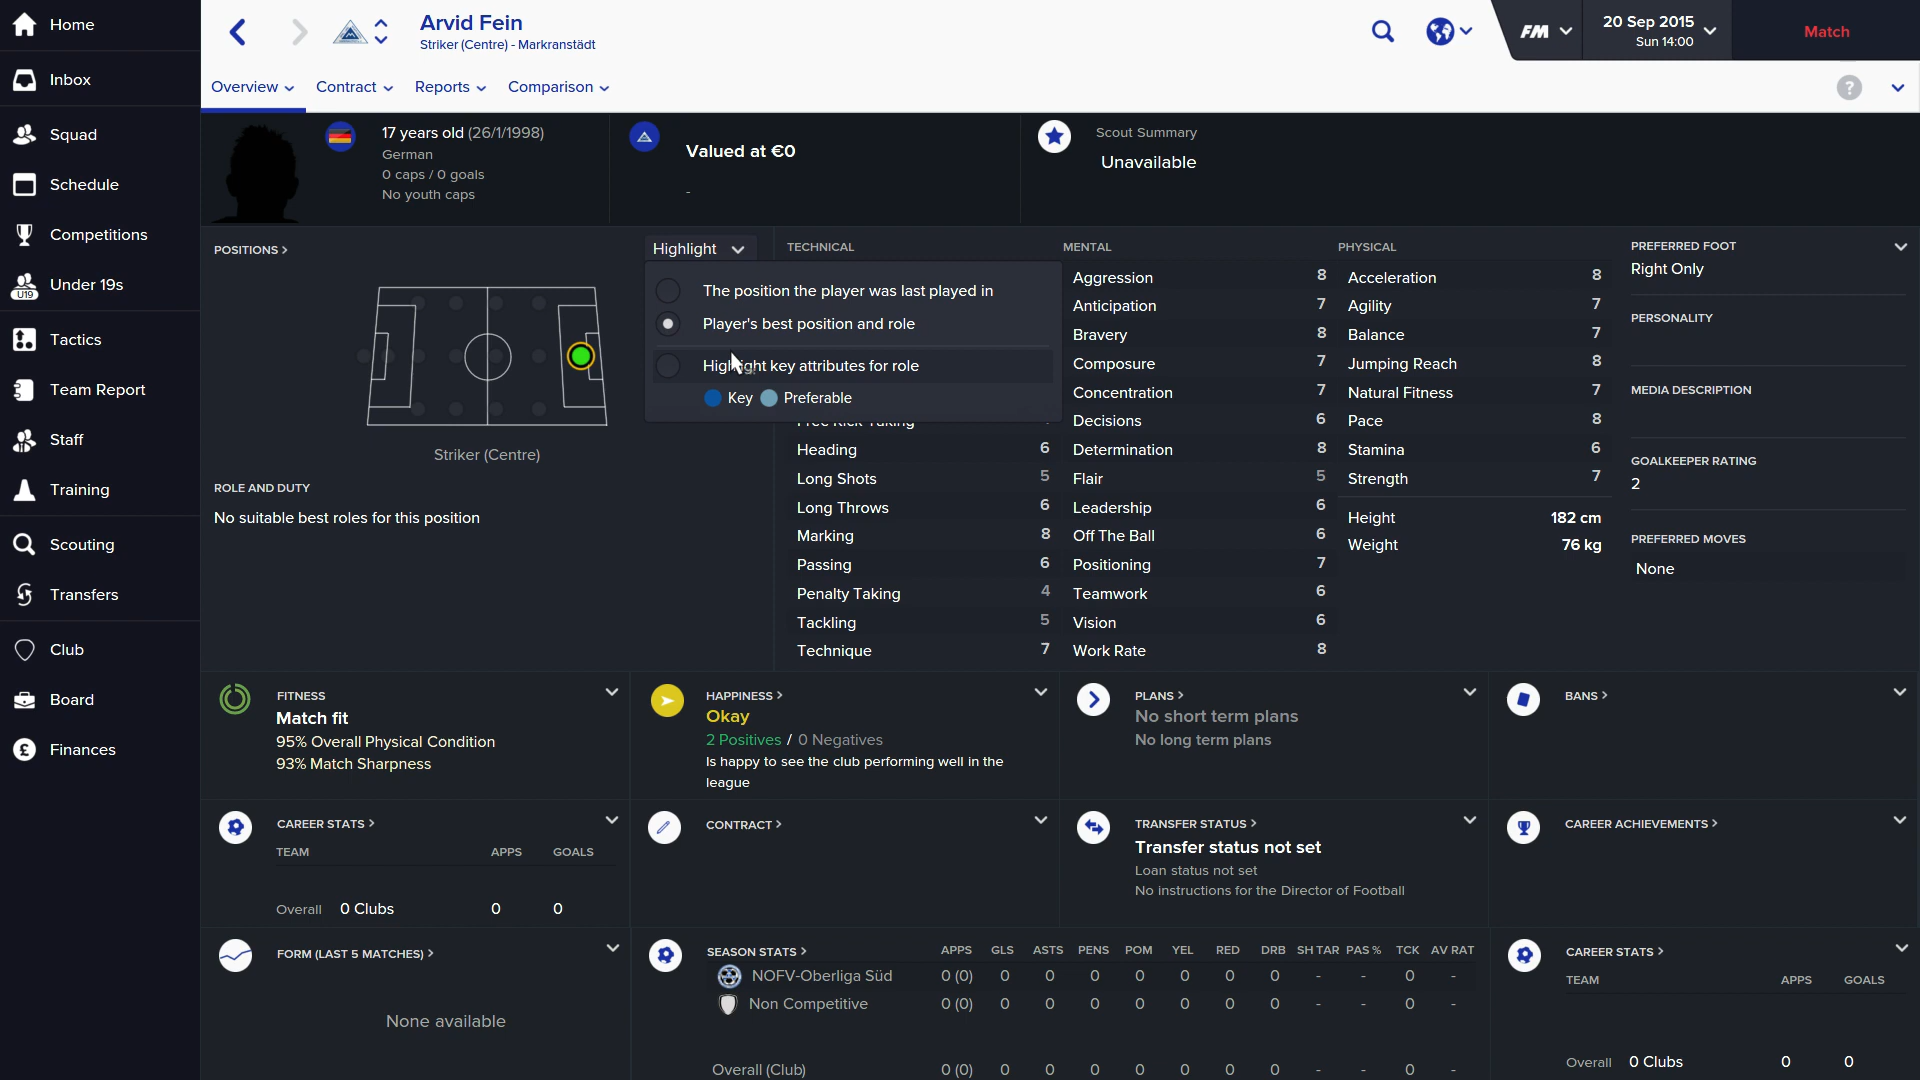 Home
Inbox
Squad
Schedule
Competitions
Under 19s
U19
Tactics
Team Report
Staff
Training
Scouting
Transfers
Club
Board
Finances
Arvid Fein
Striker (Centre) - Markranstädt
FM
20 Sep 2015
Sun 14:00
Match
Overview
Contract
Reports
Comparison
?
17 years old (26/1/1998)
German
0 caps / 0 goals
No youth caps
Valued at €0
-
Scout Summary
Unavailable
POSITIONS >
Striker (Centre)
ROLE AND DUTY
No suitable best roles for this position
Highlight
The position the player was last played in
Player's best position and role
Highlight key attributes for role
Key Preferable
TECHNICAL
Free Kick Taking
Heading 6
Long Shots 5
Long Throws 6
Marking 8
Passing 6
Penalty Taking 4
Tackling 5
Technique 7
MENTAL
Aggression 8
Anticipation 7
Bravery 8
Composure 7
Concentration 7
Decisions 6
Determination 8
Flair 5
Leadership 6
Off The Ball 6
Positioning 7
Teamwork 6
Vision 6
Work Rate 8
PHYSICAL
Acceleration 8
Agility 7
Balance 7
Jumping Reach 8
Natural Fitness 7
Pace 8
Stamina 6
Strength 7
Height 182 cm
Weight 76 kg
PREFERRED FOOT
Right Only
PERSONALITY
MEDIA DESCRIPTION
GOALKEEPER RATING
2
PREFERRED MOVES
None
FITNESS
Match fit
95% Overall Physical Condition
93% Match Sharpness
HAPPINESS >
Okay
2 Positives / 0 Negatives
Is happy to see the club performing well in the
league
PLANS >
No short term plans
No long term plans
BANS >
CAREER STATS >
TEAM APPS GOALS
Overall 0 Clubs 0 0
CONTRACT >
TRANSFER STATUS >
Transfer status not set
Loan status not set
No instructions for the Director of Football
CAREER ACHIEVEMENTS >
FORM (LAST 5 MATCHES) >
None available
SEASON STATS > APPS GLS ASTS PENS POM YEL RED DRB SH TAR PAS % TCK AV RAT
NOFV-Oberliga Süd 0 (0) 0 0 0 0 0 0 0 - - 0 -
Non Competitive 0 (0) 0 0 0 0 0 0 0 - - 0 -
Overall (Club) 0 (0) 0 0 0 0 0 0 0 - - 0 -
CAREER STATS >
TEAM APPS GOALS
Overall 0 Clubs 0 0